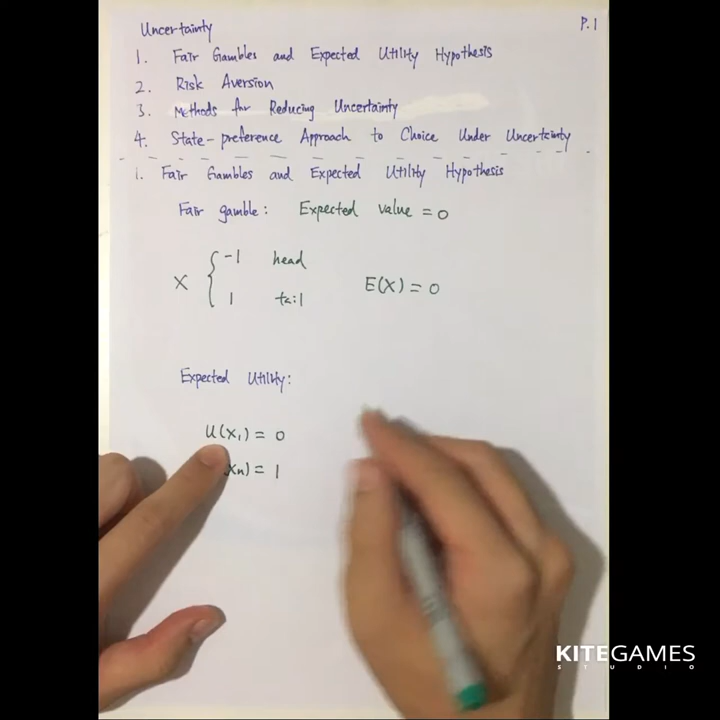 P.1
Uncertainty
1. Fair Gambles and Expected Utility Hypothesis
2. Risk Aversion
3. Methods for Reducing Uncertainty
4. State-preference Approach to Choice Under Uncertainty
1. Fair Gambles and Expected Utility Hypothesis
Fair gamble: Expected value = 0
-1 head
X { E(X) = 0
1 tail
Expected Utility:
U(x₁) = 0
xn) = 1
KITEGAMES
STUDIO